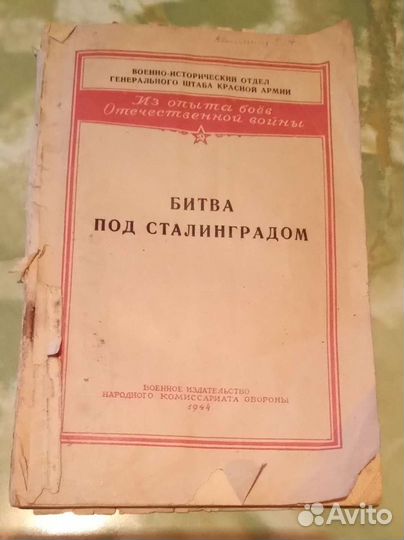 ВОЕННО-ИСТОРИЧЕСКИЙ ОТДЕЛ
ГЕНЕРАЛЬНОГО ШТАБА КРАСНОЙ АРМИИ
Из опыта боёв
Отечественной войны
БИТВА
ПОД СТАЛИНГРАДОМ
ВОЕННОЕ ИЗДАТЕЛЬСТВО
НАРОДНОГО КОМИССАРИАТА ОБОРОНЫ
1944
Avito